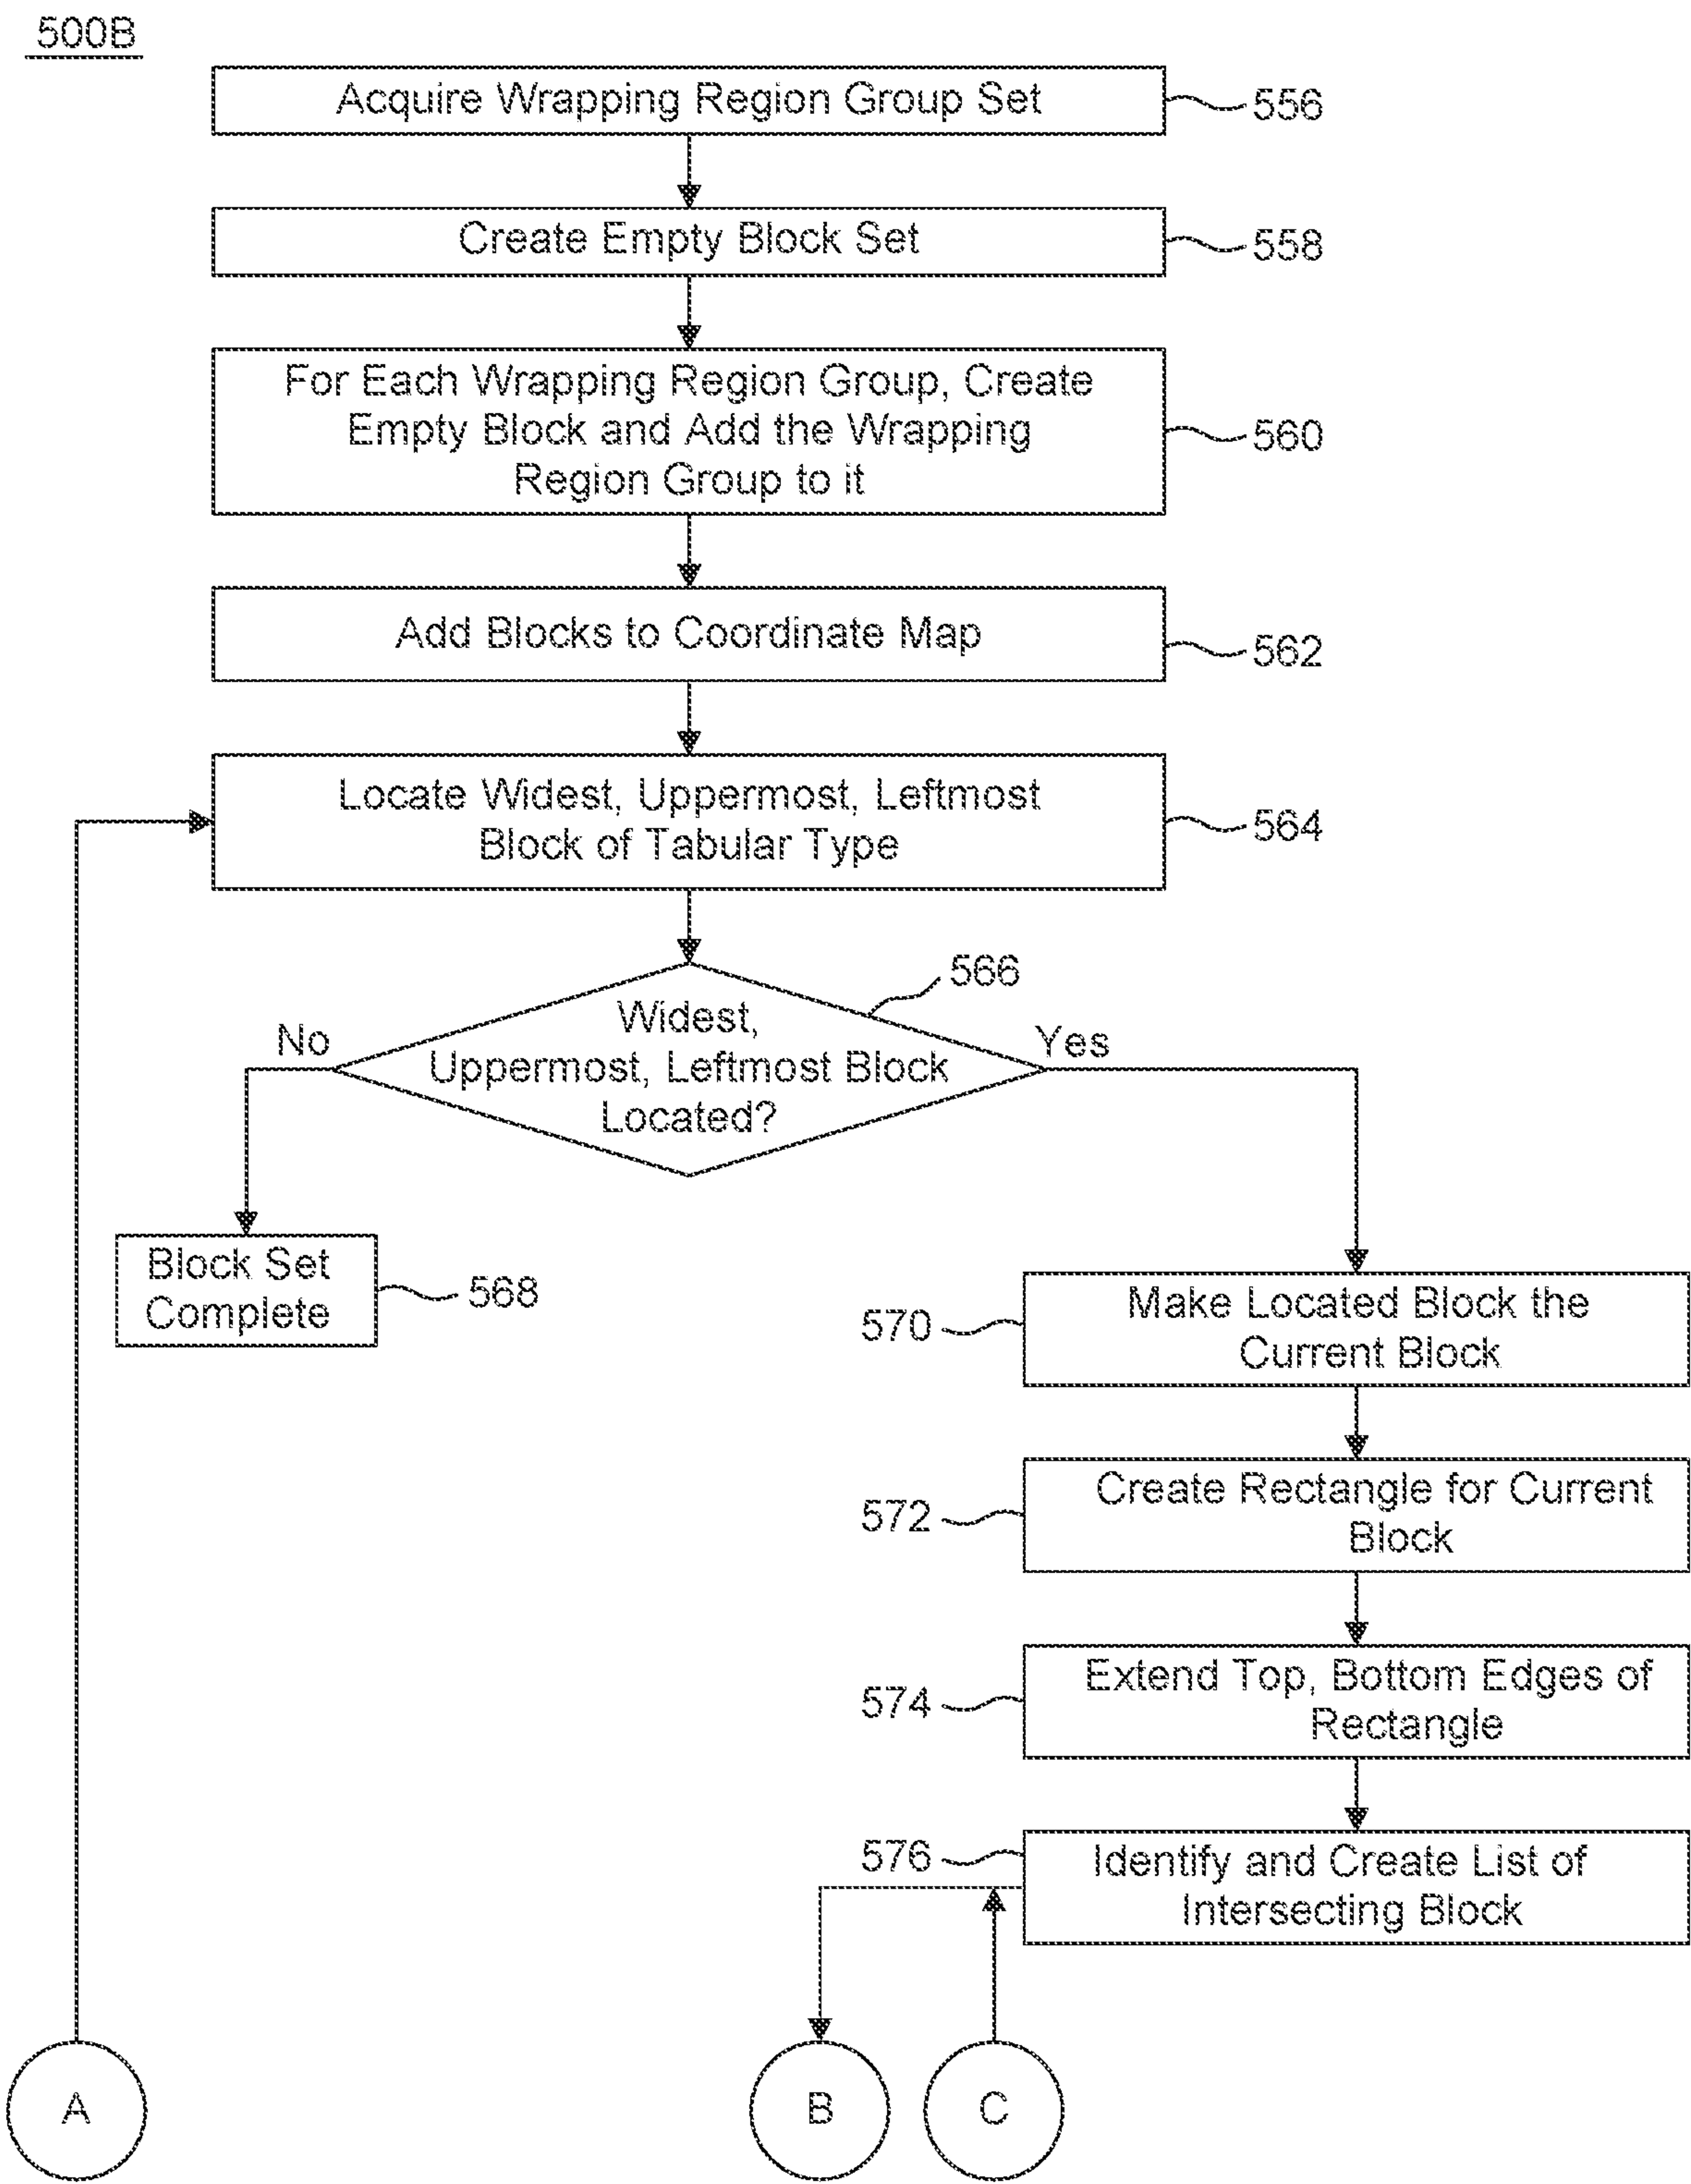 500B
Acquire Wrapping Region Group Set
556
Create Empty Block Set
558
For Each Wrapping Region Group, Create
Empty Block and Add the Wrapping
Region Group to it
560
Add Blocks to Coordinate Map
562
Locate Widest, Uppermost, Leftmost
Block of Tabular Type
564
566
Widest,
Uppermost, Leftmost Block
Located?
No
Yes
Block Set
Complete
568
Make Located Block the
Current Block
570
Create Rectangle for Current
Block
572
Extend Top, Bottom Edges of
Rectangle
574
Identify and Create List of
Intersecting Block
576
A
B
C